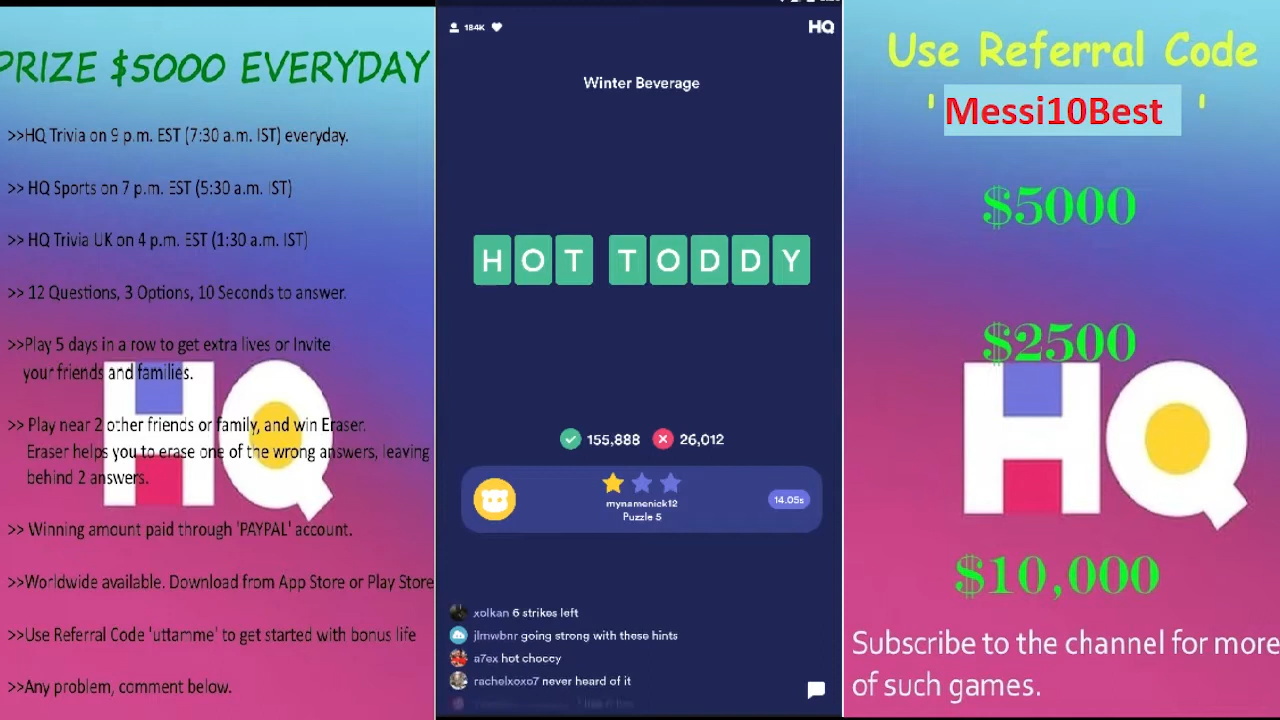 PRIZE $5000 EVERYDAY
>>HQ Trivia on 9 p.m. EST (7:30 a.m. IST) everyday.
>> HQ Sports on 7 p.m. EST (5:30 a.m. IST)
>> HQ Trivia UK on 4 p.m. EST (1:30 a.m. IST)
>> 12 Questions, 3 Options, 10 Seconds to answer.
>>Play 5 days in a row to get extra lives or Invite
your friends and families.
>> Play near 2 other friends or family, and win Eraser.
Eraser helps you to erase one of the wrong answers, leaving
behind 2 answers.
>> Winning amount paid through 'PAYPAL' account.
>>Worldwide available. Download from App Store or Play Store
>>Use Referral Code 'uttamme' to get started with bonus life
>>Any problem, comment below.
HQ
184K
HQ
Winter Beverage
HOT TODDY
155,888 26,012
mynamenick12
Puzzle 5
14.05s
xolkan 6 strikes left
jlmwbnr going strong with these hints
a7ex hot choccy
rachelxoxo7 never heard of it
Use Referral Code
' Messi10Best '
$5000
$2500
HQ
$10,000
Subscribe to the channel for more
of such games.